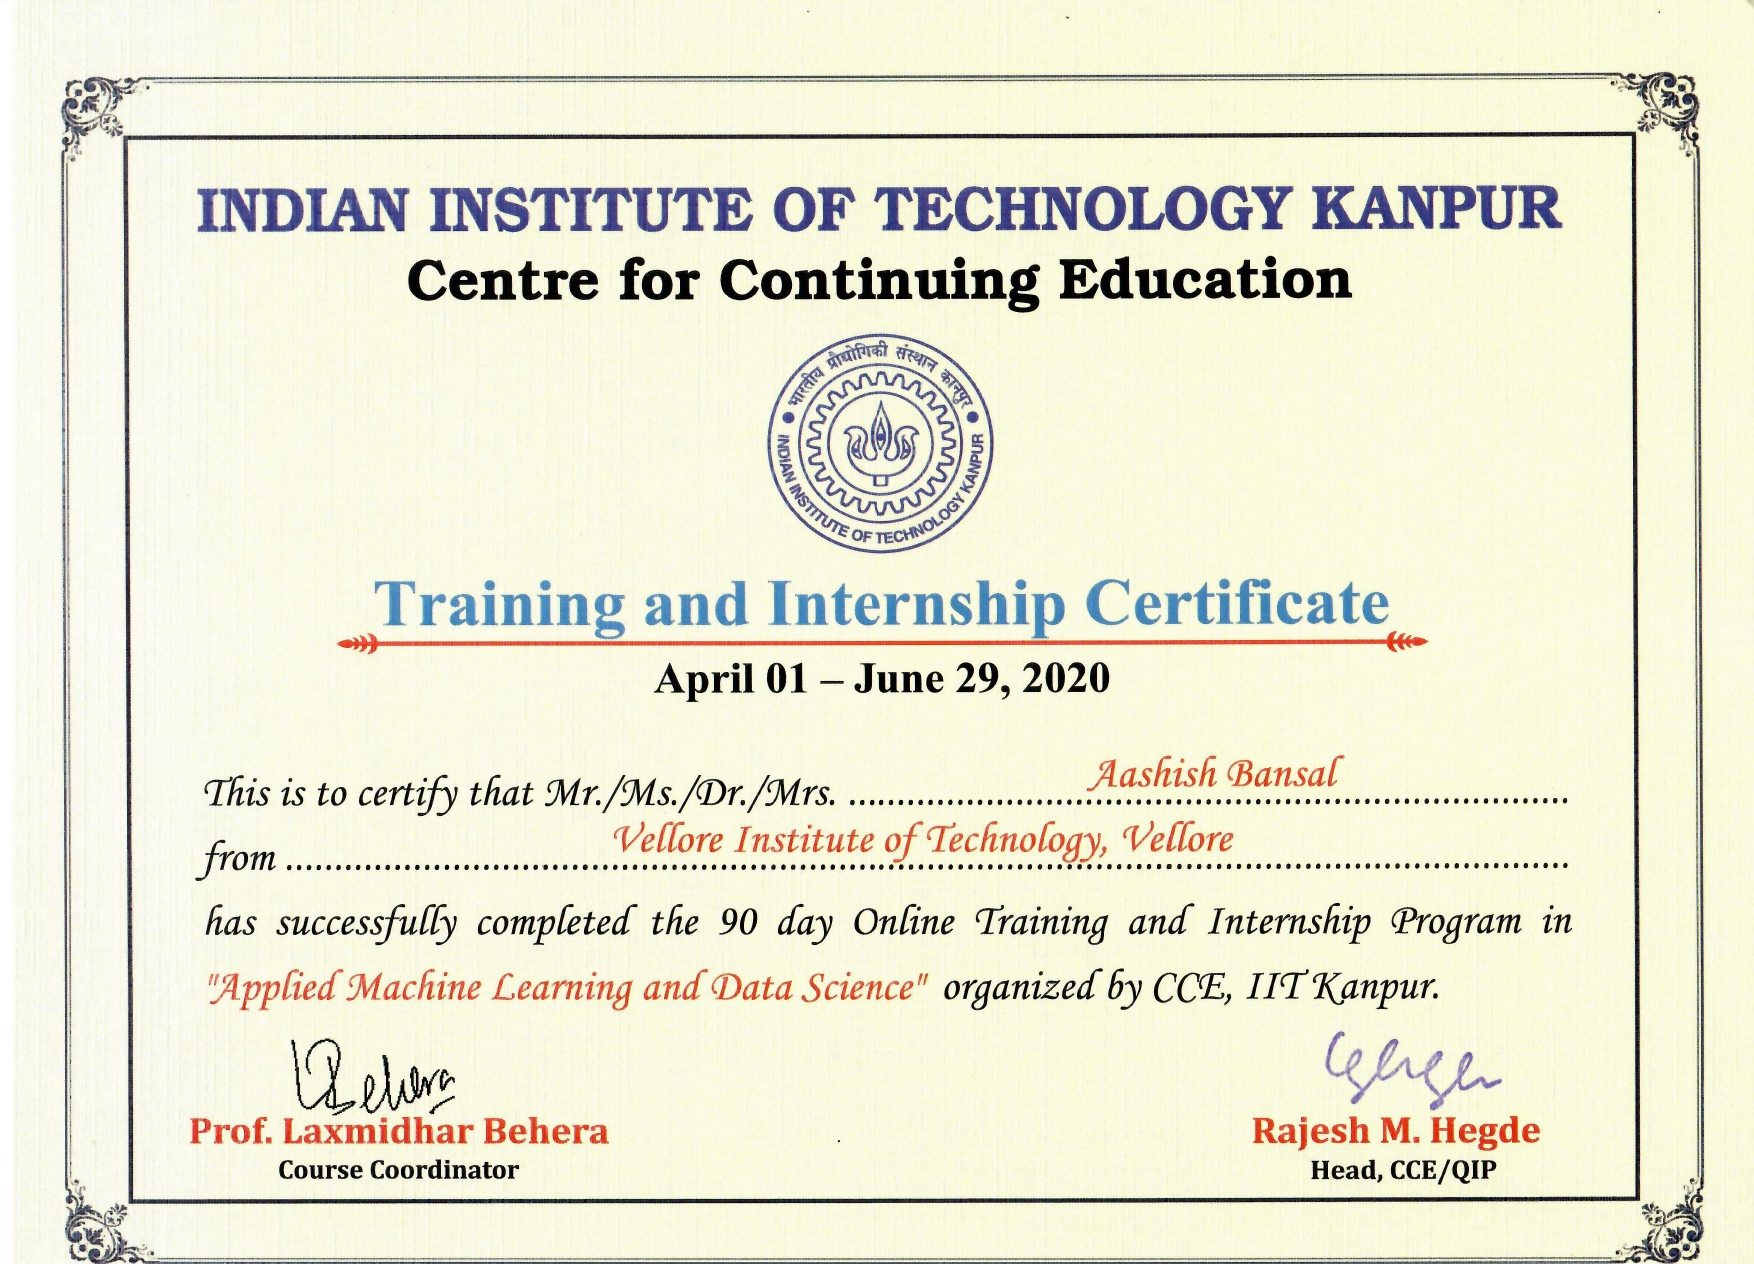 INDIAN INSTITUTE OF TECHNOLOGY KANPUR
Centre for Continuing Education
भारतीय प्रौद्योगिकी संस्थान कानपुर
INDIAN INSTITUTE OF TECHNOLOGY KANPUR
Training and Internship Certificate
April 01 – June 29, 2020
This is to certify that Mr./Ms./Dr./Mrs. Aashish Bansal
from Vellore Institute of Technology, Vellore
has successfully completed the 90 day Online Training and Internship Program in
"Applied Machine Learning and Data Science" organized by CCE, IIT Kanpur.
LBehera
Prof. Laxmidhar Behera
Rajesh M. Hegde
Course Coordinator
Head, CCE/QIP